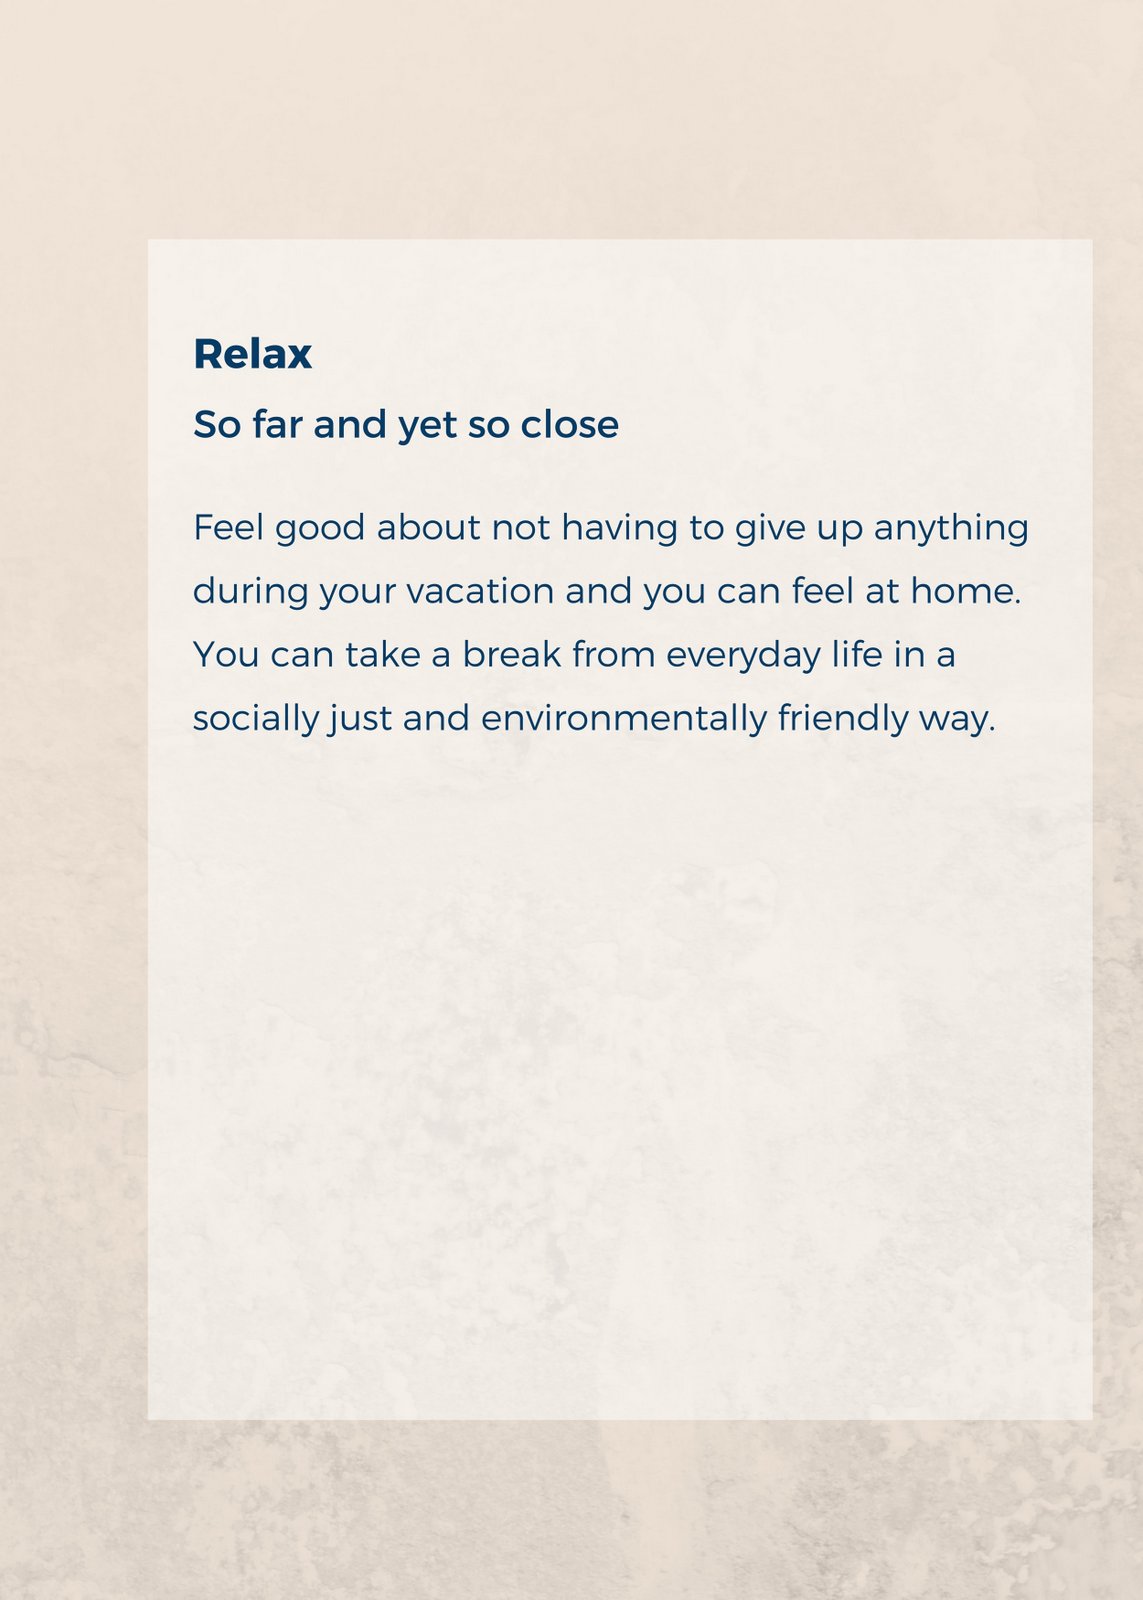 Relax
So far and yet so close
Feel good about not having to give up anything
during your vacation and you can feel at home.
You can take a break from everyday life in a
socially just and environmentally friendly way.